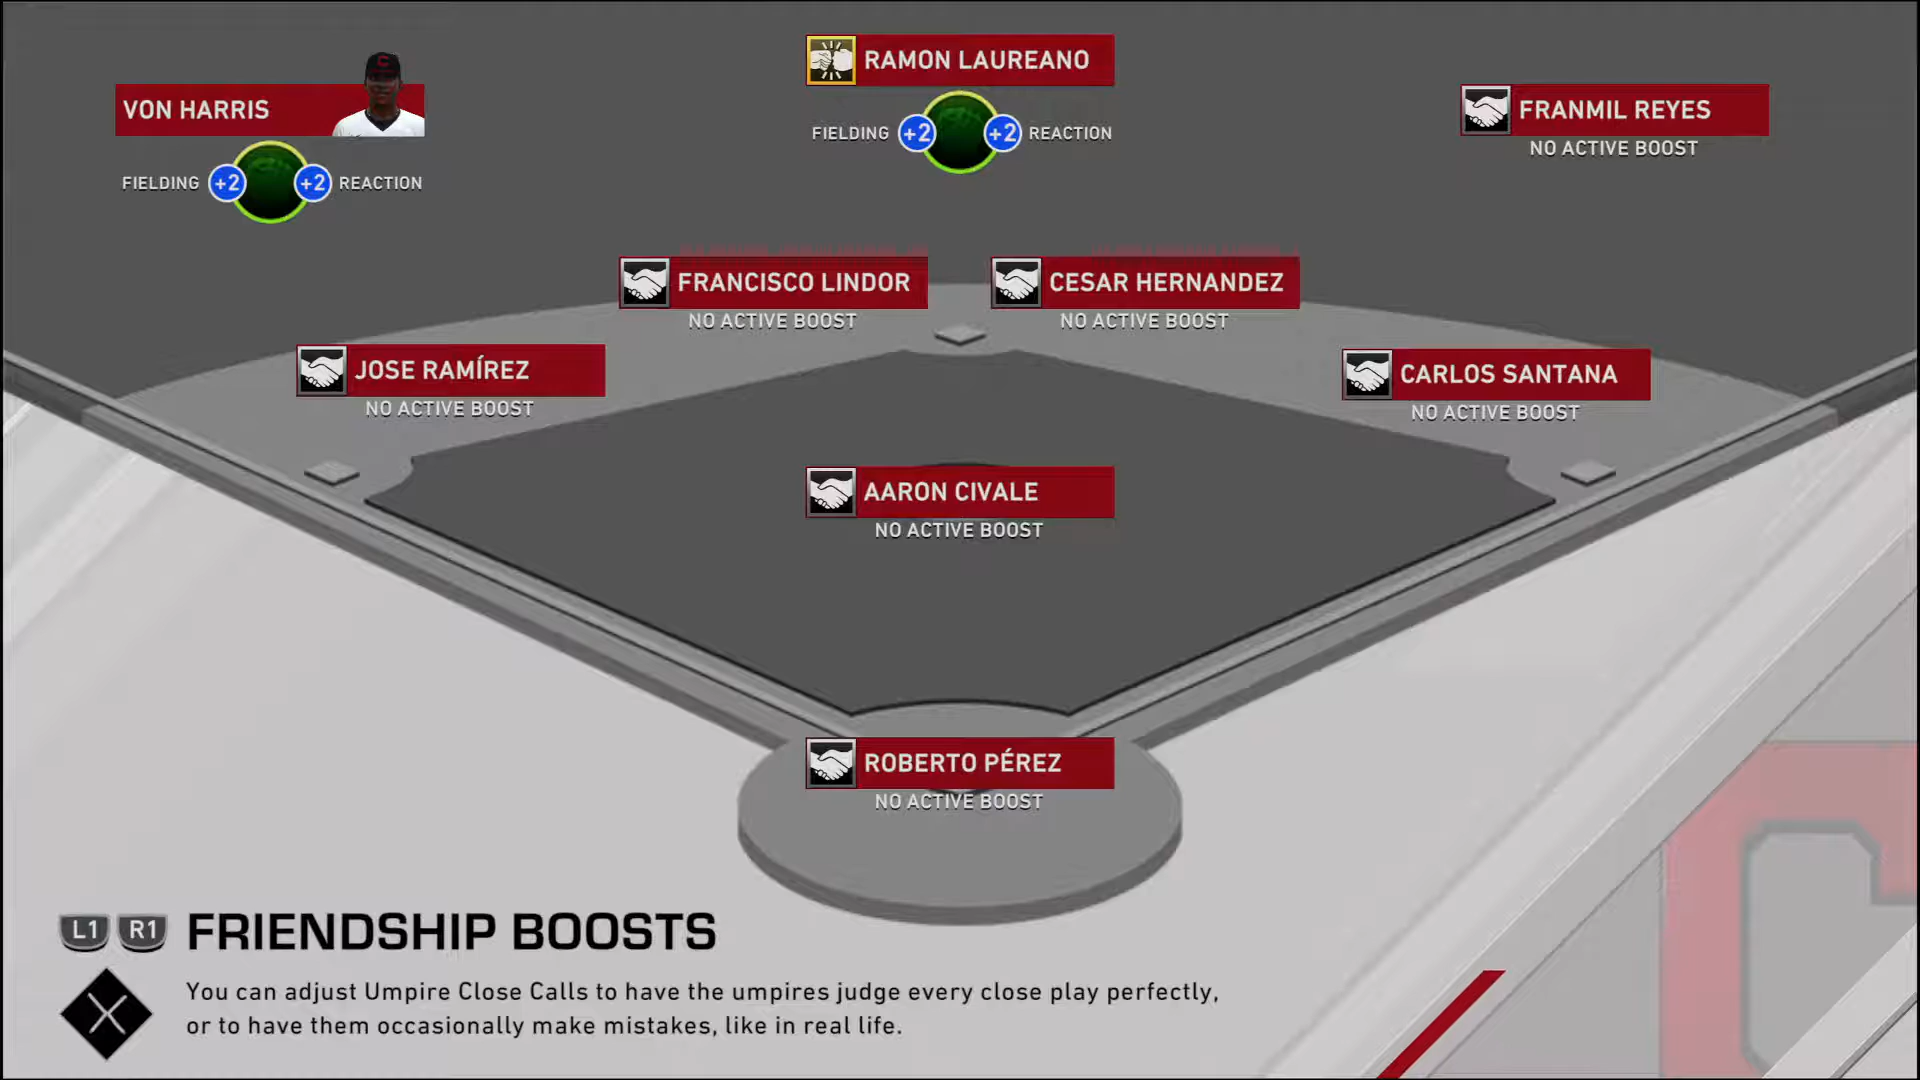 RAMON LAUREANO
FIELDING +2 +2 REACTION
VON HARRIS
FIELDING +2 +2 REACTION
FRANMIL REYES
NO ACTIVE BOOST
FRANCISCO LINDOR
NO ACTIVE BOOST
CESAR HERNANDEZ
NO ACTIVE BOOST
JOSE RAMÍREZ
NO ACTIVE BOOST
CARLOS SANTANA
NO ACTIVE BOOST
AARON CIVALE
NO ACTIVE BOOST
ROBERTO PÉREZ
NO ACTIVE BOOST
L1 R1 FRIENDSHIP BOOSTS
You can adjust Umpire Close Calls to have the umpires judge every close play perfectly,
or to have them occasionally make mistakes, like in real life.